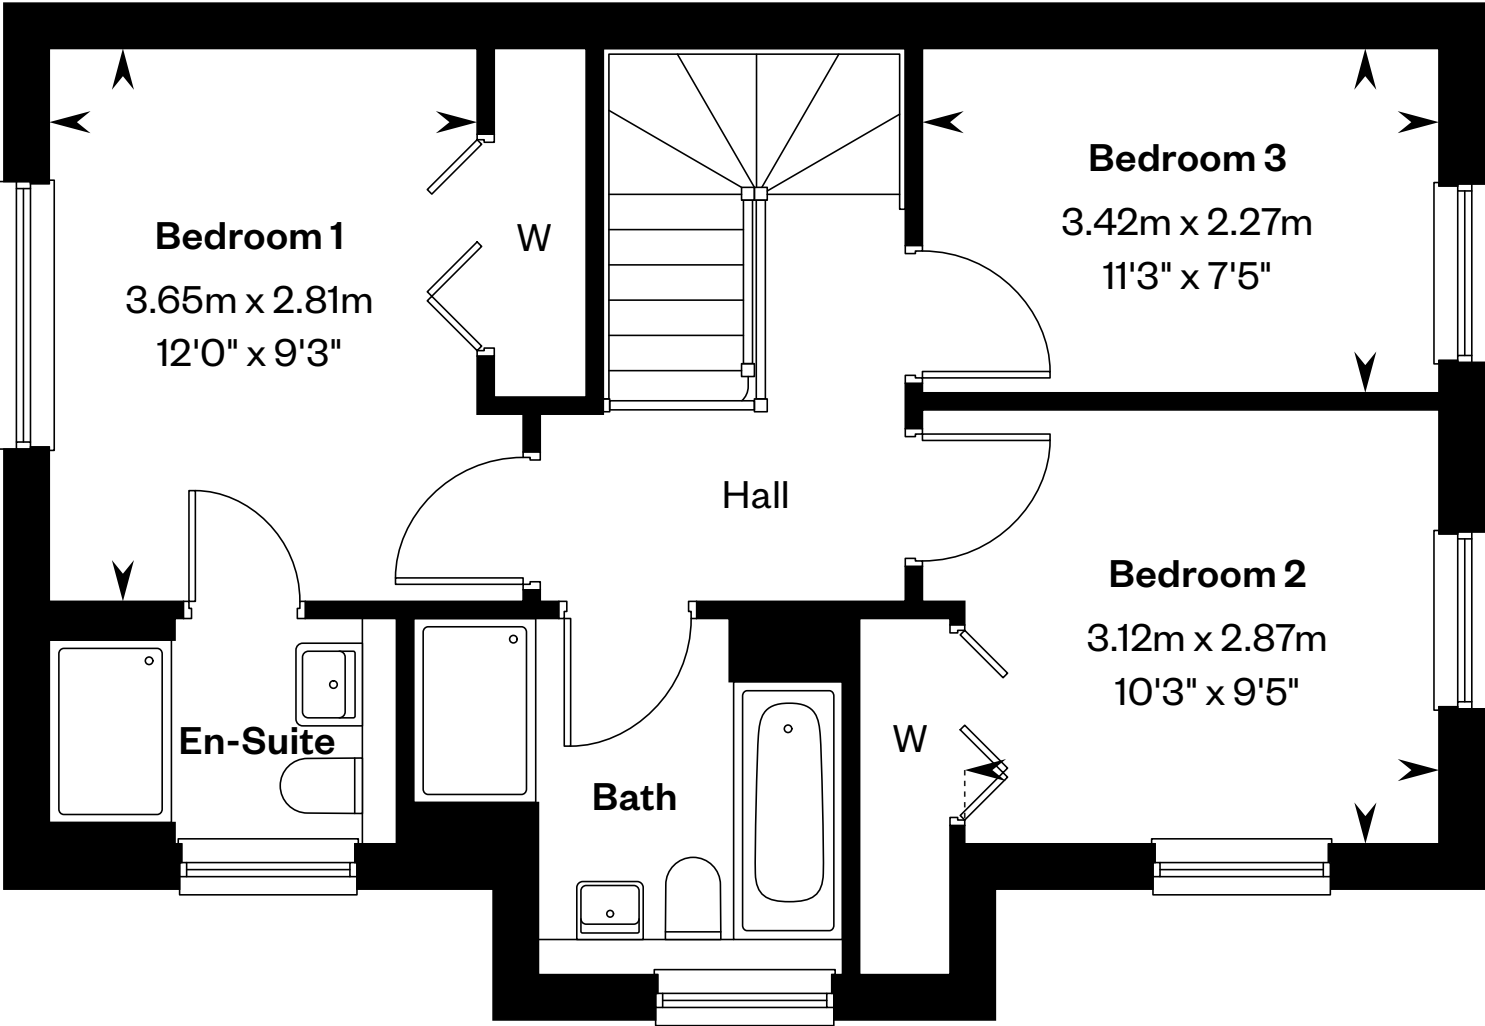 Bedroom 1
3.65m x 2.81m
12'0" x 9'3"
W
Bedroom 3
3.42m x 2.27m
11'3" x 7'5"
Hall
Bedroom 2
3.12m x 2.87m
10'3" x 9'5"
En-Suite
Bath
W